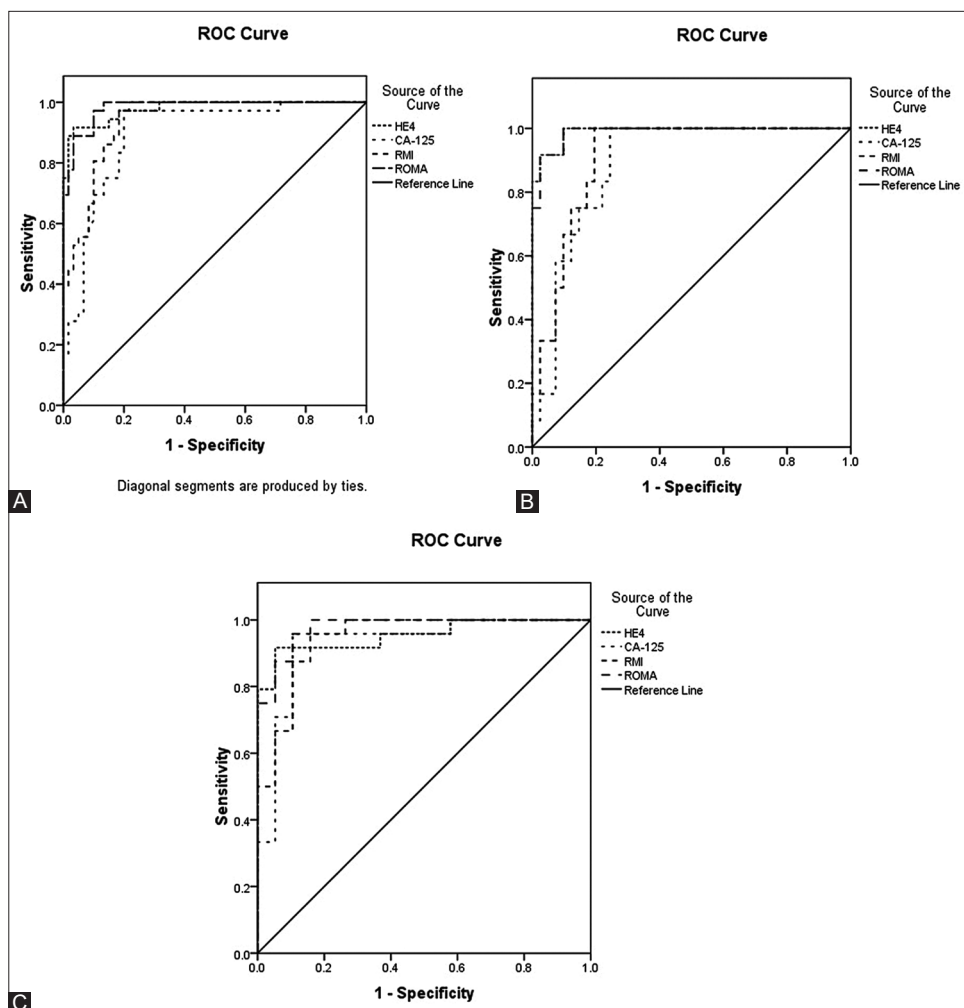 ROC Curve
Source of the
Curve
HE4
CA-125
RMI
ROMA
Reference Line
1.0
0.8
0.6
0.4
0.2
0.0
Sensitivity
0.0 0.2 0.4 0.6 0.8 1.0
1 - Specificity
Diagonal segments are produced by ties.
A
ROC Curve
Source of the
Curve
HE4
CA-125
RMI
ROMA
Reference Line
1.0
0.8
0.6
0.4
0.2
0.0
Sensitivity
0.0 0.2 0.4 0.6 0.8 1.0
1 - Specificity
B
ROC Curve
Source of the
Curve
HE4
CA-125
RMI
ROMA
Reference Line
1.0
0.8
0.6
0.4
0.2
0.0
Sensitivity
0.0 0.2 0.4 0.6 0.8 1.0
1 - Specificity
C